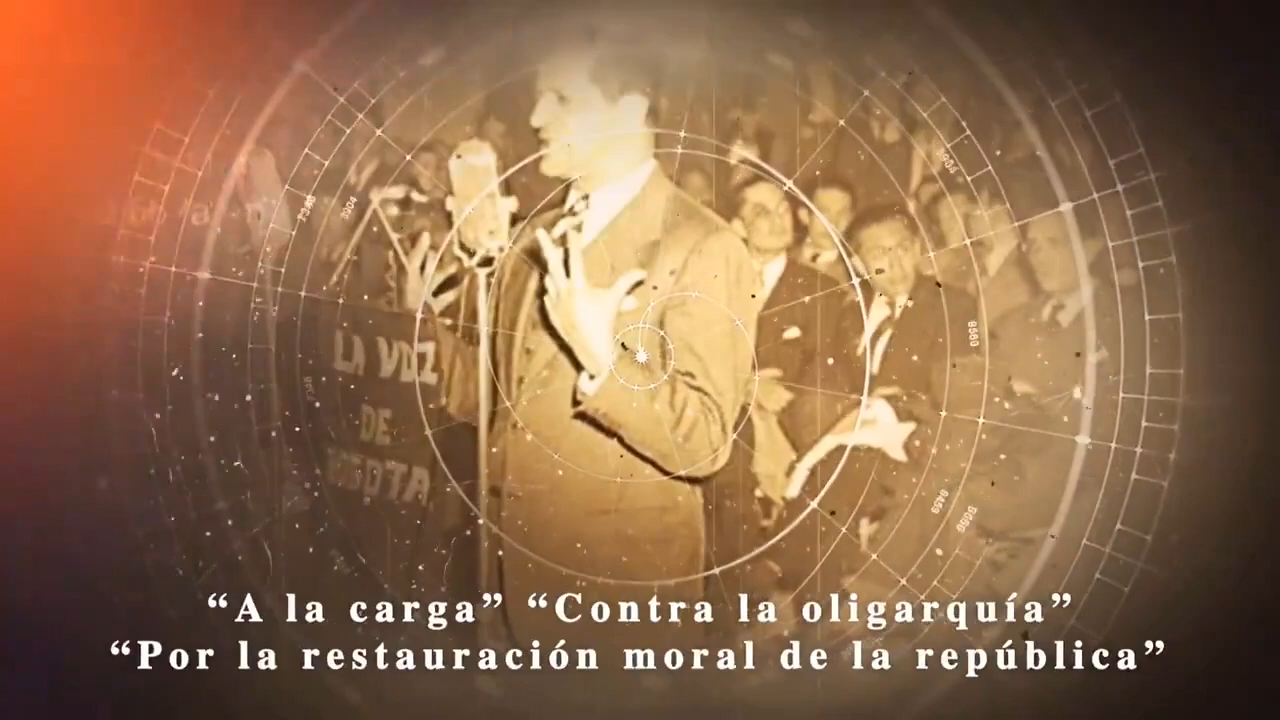 LA VOZ
DE
“A la carga” “Contra la oligarquía”
“Por la restauración moral de la república”